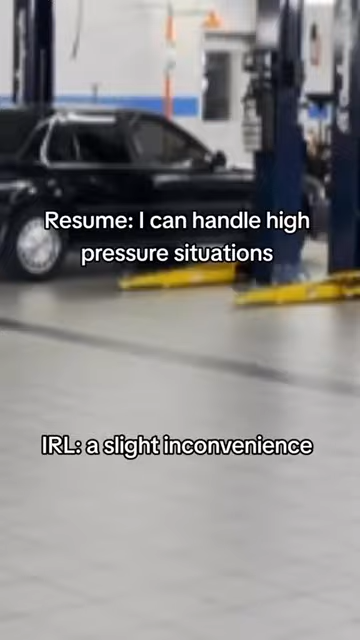 Resume: I can handle high
pressure situations
IRL: a slight inconvenience